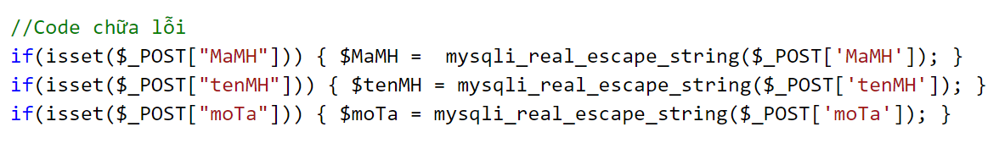 //Code chữa lỗi
if(isset($_POST["MaMH"])) { $MaMH =  mysqli_real_escape_string($_POST['MaMH']); }
if(isset($_POST["tenMH"])) { $tenMH = mysqli_real_escape_string($_POST['tenMH']); }
if(isset($_POST["moTa"])) { $moTa = mysqli_real_escape_string($_POST['moTa']); }